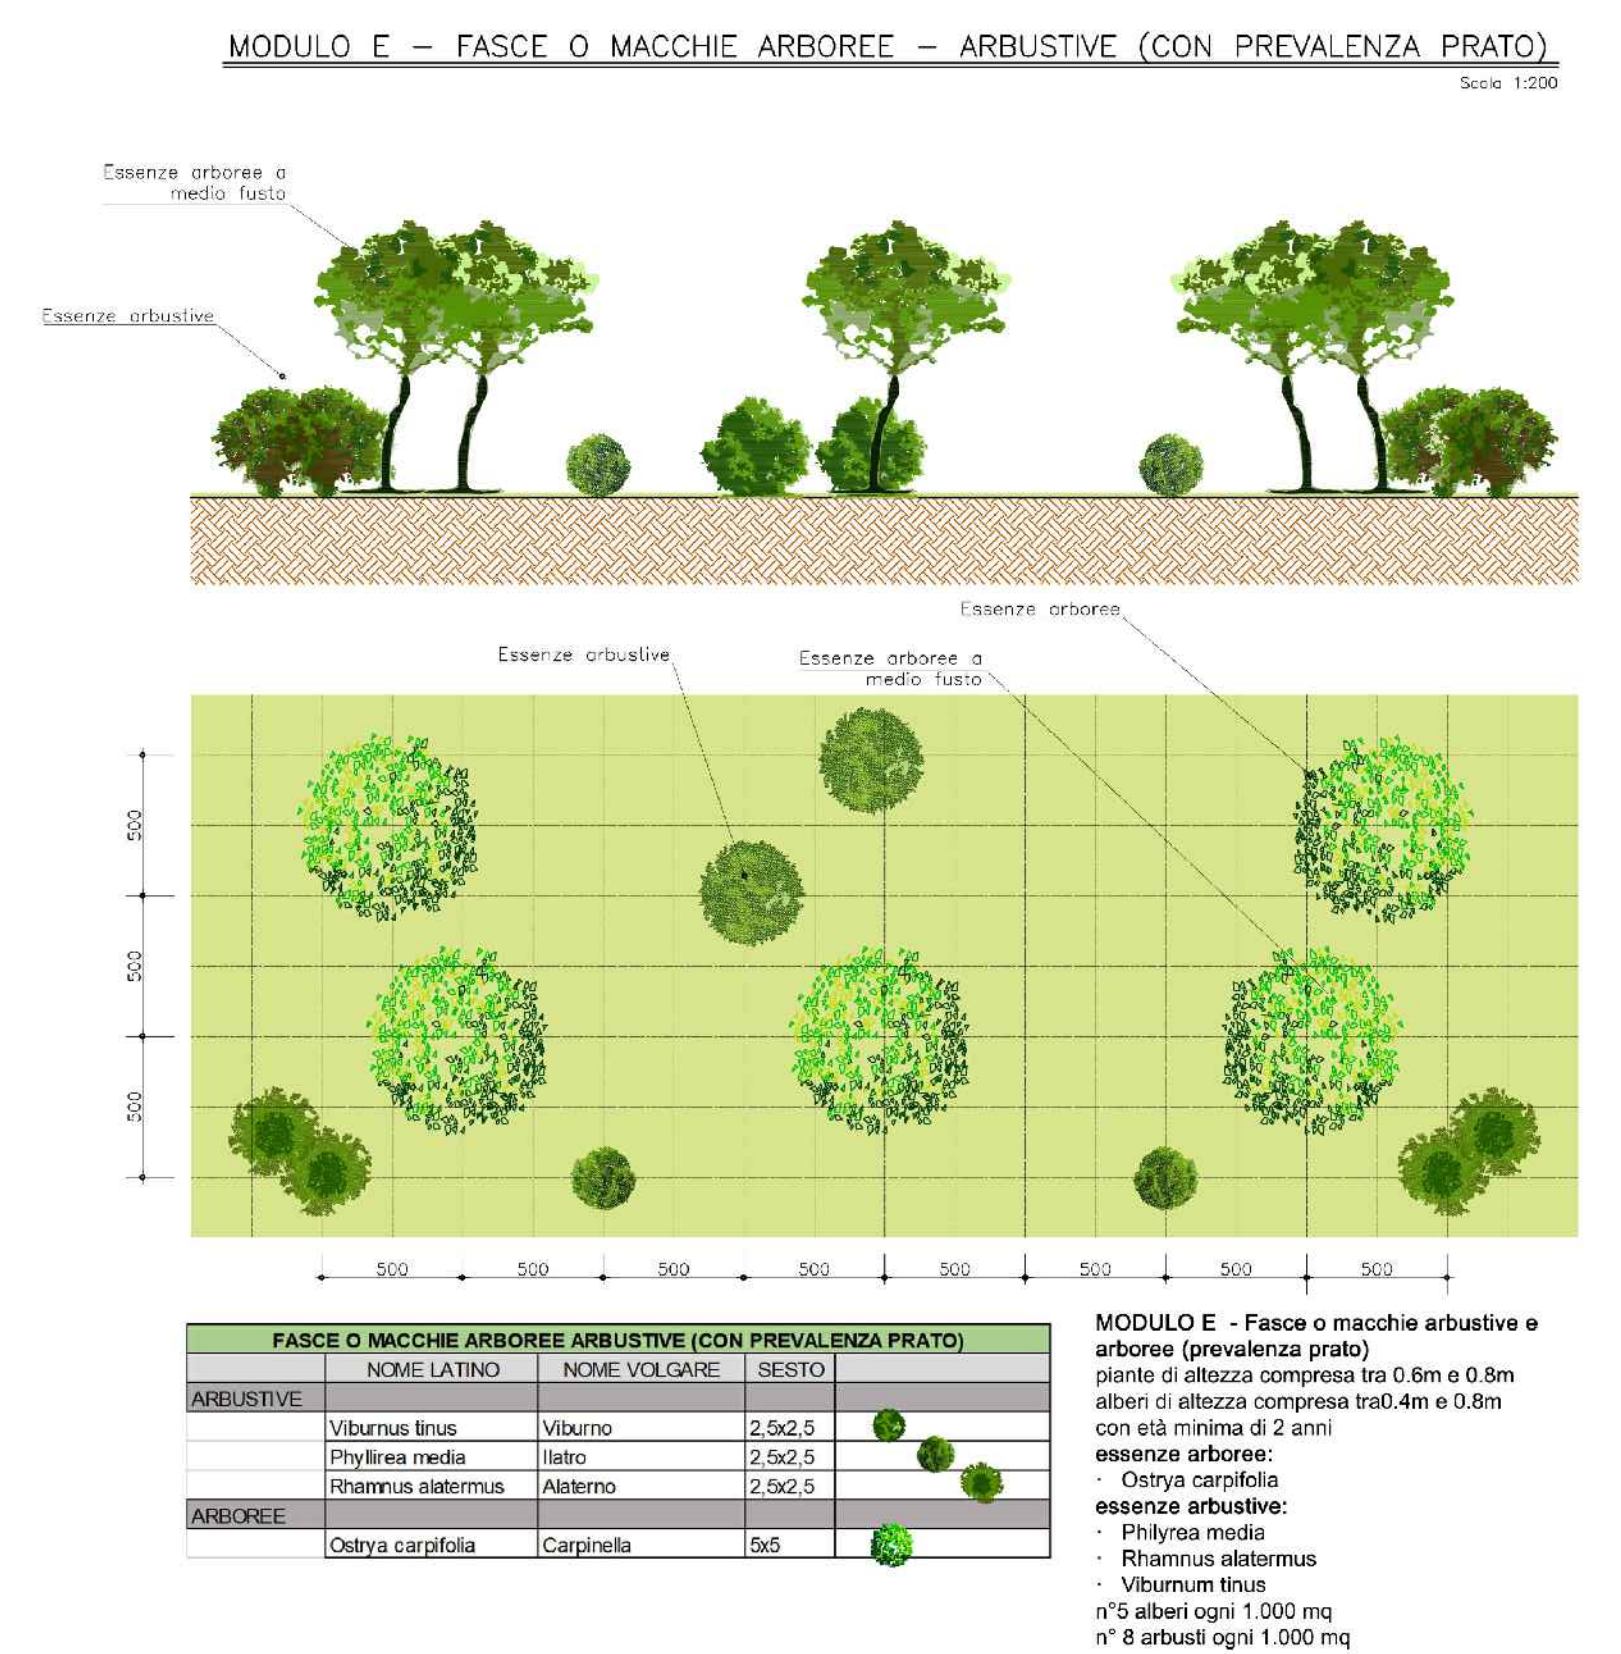 MODULO E – FASCE O MACCHIE ARBOREE – ARBUSTIVE (CON PREVALENZA PRATO)
Scala 1:200
Essenze arboree a
medio fusto
Essenze arbustive
Essenze arboree
Essenze arbustive
Essenze arboree a
medio fusto
500
500
500
500 500 500 500 500 500 500 500
FASCE O MACCHIE ARBOREE ARBUSTIVE (CON PREVALENZA PRATO)
NOME LATINO NOME VOLGARE SESTO
ARBUSTIVE
Viburnus tinus Viburno 2,5x2,5
Phyllirea media Ilatro 2,5x2,5
Rhamnus alatermus Alaterno 2,5x2,5
ARBOREE
Ostrya carpifolia Carpinella 5x5
MODULO E - Fasce o macchie arbustive e
arboree (prevalenza prato)
piante di altezza compresa tra 0.6m e 0.8m
alberi di altezza compresa tra0.4m e 0.8m
con età minima di 2 anni
essenze arboree:
· Ostrya carpifolia
essenze arbustive:
· Philyrea media
· Rhamnus alatermus
· Viburnum tinus
n°5 alberi ogni 1.000 mq
n° 8 arbusti ogni 1.000 mq